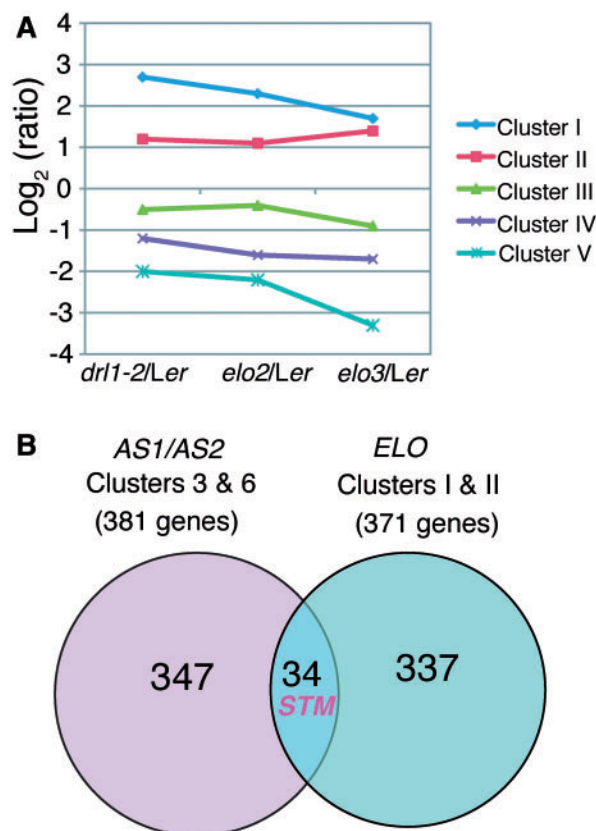 A
Log2 (ratio)
4
3
2
1
0
-1
-2
-3
-4
drl1-2/Ler
elo2/Ler
elo3/Ler
Cluster I
Cluster II
Cluster III
Cluster IV
Cluster V
B
AS1/AS2
Clusters 3 & 6
(381 genes)
ELO
Clusters I & II
(371 genes)
347
34
STM
337